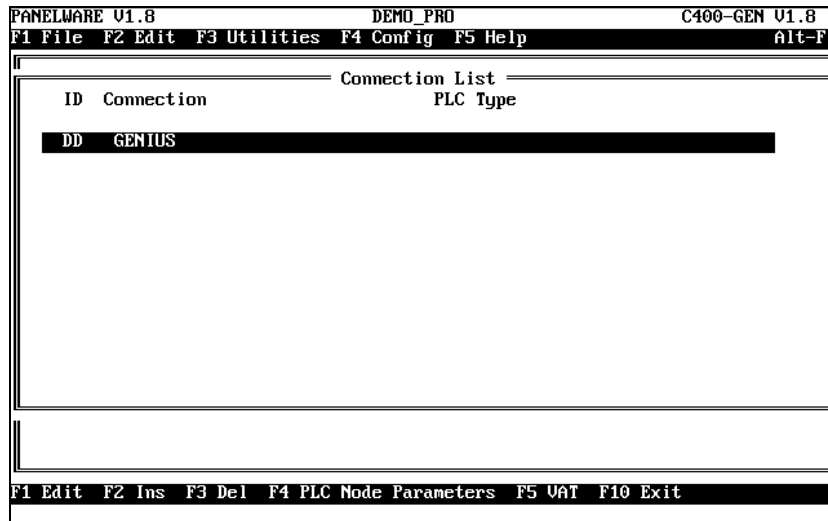 PANELWARE V1.8 DEMO_PRO C400-GEN V1.8
F1 File F2 Edit F3 Utilities F4 Config F5 Help Alt-F
Connection List
ID Connection PLC Type
DD GENIUS
F1 Edit F2 Ins F3 Del F4 PLC Node Parameters F5 VAT F10 Exit